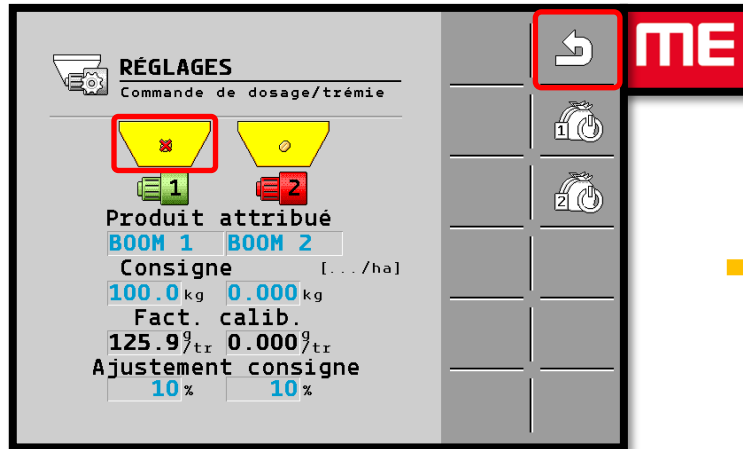 RÉGLAGES
Commande de dosage/trémie
1 2
Produit attribué
BOOM 1 BOOM 2
Consigne [.../ha]
100.0 kg 0.000 kg
Fact. calib.
125.9 g/tr 0.000 g/tr
Ajustement consigne
10 % 10 %
ME
1
2